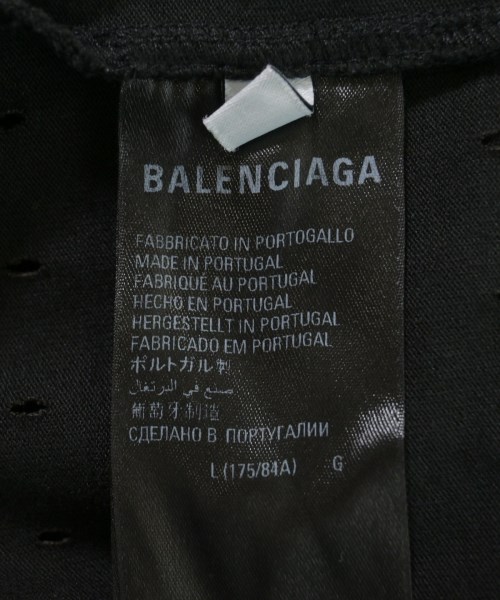 BALENCIAGA
FABBRICATO IN PORTOGALLO
MADE IN PORTUGAL
FABRIQUÉ AU PORTUGAL
HECHO EN PORTUGAL
HERGESTELLT IN PORTUGAL
FABRICADO EM PORTUGAL
ポルトガル製
صنع في الدرتغال
葡萄牙制造
СДЕЛАНО В ПОРТУГАЛИИ
L (175/84A) G